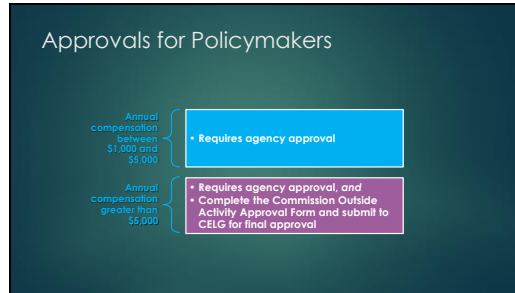 Approvals for Policymakers
Annual
compensation
between
$1,000 and
$5,000
• Requires agency approval
Annual
compensation
greater than
$5,000
• Requires agency approval, and
• Complete the Commission Outside
Activity Approval Form and submit to
CELG for final approval